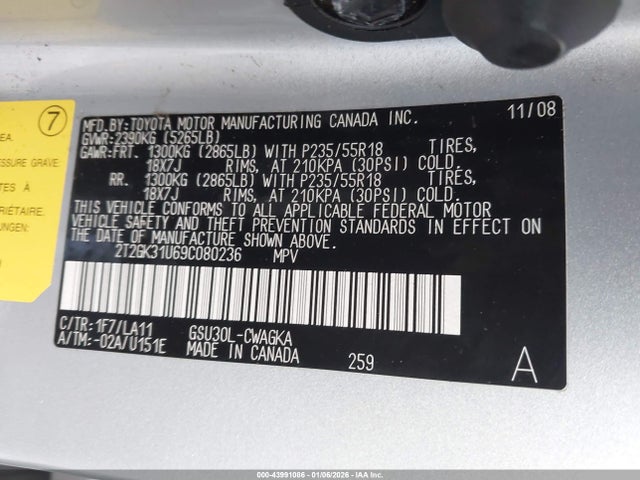 7
EA.
ESSURE GRAVE
TÉS À
RIÉTAIRE.
UNGEN:
MFD.BY:TOYOTA MOTOR MANUFACTURING CANADA INC. 11/08
GVWR:2390KG (5265LB)
GAWR:FRT. 1300KG (2865LB) WITH P235/55R18 TIRES,
18X7J RIMS, AT 210KPA (30PSI) COLD.
RR. 1300KG (2865LB) WITH P235/55R18 TIRES,
18X7J RIMS, AT 210KPA (30PSI) COLD.
THIS VEHICLE CONFORMS TO ALL APPLICABLE FEDERAL MOTOR
VEHICLE SAFETY AND THEFT PREVENTION STANDARDS IN EFFECT ON
THE DATE OF MANUFACTURE SHOWN ABOVE.
2T2GK31U69C080236 MPV
C/TR:1F7/LA11 GSU30L-CWAGKA
A/TM:-02A/U151E MADE IN CANADA 259 A
000-43991086 - 01/06/2026 - IAAI Inc.